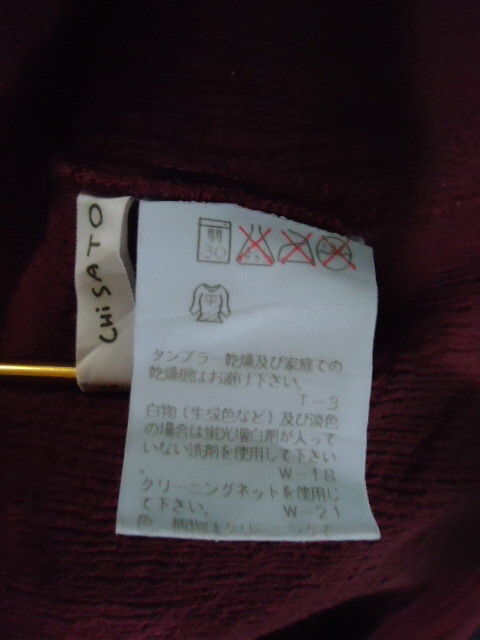 CHiSATO
弱
30
平
タンブラー乾燥及び家庭での
乾燥機はお避け下さい。
T-3
白物(生成色など)及び淡色
の場合は蛍光増白剤が入って
いない洗剤を使用して下さい
。 W-18
クリーニングネットを使用し
て下さい。 W-21